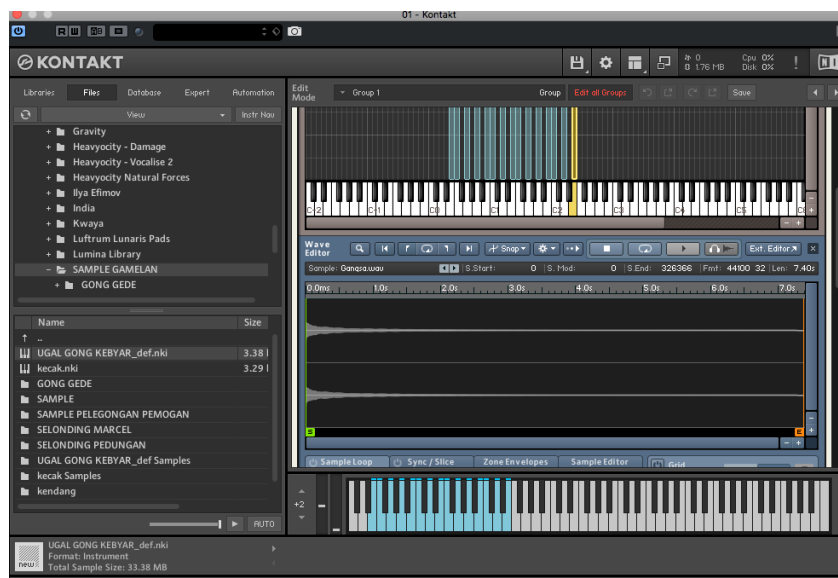 01 - Kontakt
R W AB
KONTAKT
0 Cpu 0%
0 1.76 MB Disk 0%
!
Libraries Files Database Expert Automation
View Instr Nav
+ Gravity
+ Heavyocity - Damage
+ Heavyocity - Vocalise 2
+ Heavyocity Natural Forces
+ Ilya Efimov
+ India
+ Kwaya
+ Luftrum Lunaris Pads
+ Lumina Library
- SAMPLE GAMELAN
+ GONG GEDE
Name Size
..
UGAL GONG KEBYAR_def.nki 3.38
kecak.nki 3.29
GONG GEDE
SAMPLE
SAMPLE PELEGONGAN PEMOGAN
SELONDING MARCEL
SELONDING PEDUNGAN
UGAL GONG KEBYAR_def Samples
kecak Samples
kendang
AUTO
UGAL GONG KEBYAR_def.nki
Format: Instrument
Total Sample Size: 33.38 MB
new
Edit Mode Group 1 Group Edit all Groups Save
C-2 C-1 C0 C1 C2 C3 C4 C5
Wave Editor Snap Ext. Editor
Sample: Gangsa.wav S.Start: 0 S. Mod: 0 S.End: 326366 Fmt: 44100 32 Len: 7.40s
0.0ms 1.0s 2.0s 3.0s 4.0s 5.0s 6.0s 7.0s
S E
Sample Loop Sync / Slice Zone Envelopes Sample Editor Grid
+2